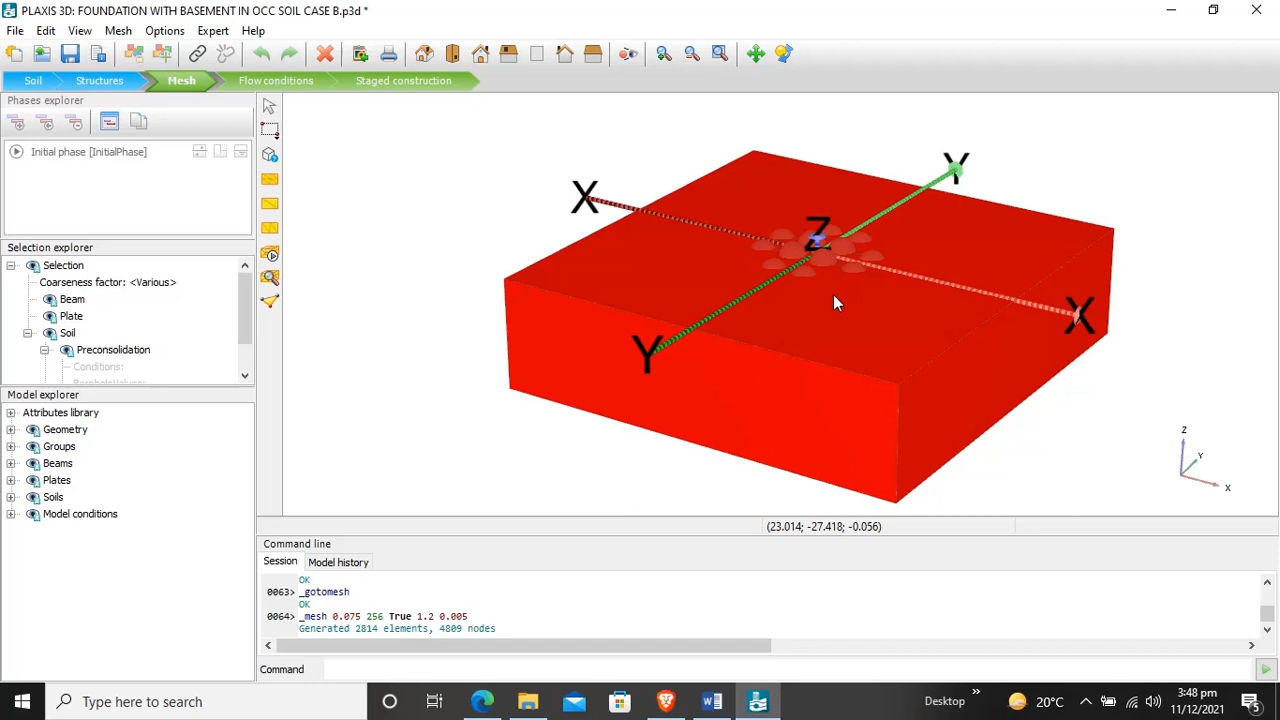 PLAXIS 3D: FOUNDATION WITH BASEMENT IN OCC SOIL CASE B.p3d *
File Edit View Mesh Options Expert Help
Soil Structures Mesh Flow conditions Staged construction
Phases explorer
Initial phase [InitialPhase]
Selection explorer
Selection
Coarseness factor: <Various>
Beam
Plate
Soil
Preconsolidation
Conditions:
BoreholeValues:
Model explorer
Attributes library
Geometry
Groups
Beams
Plates
Soils
Model conditions
X
Y
Z
Y
X
Z
Y
X
(23.014; -27.418; -0.056)
Command line
Session Model history
OK
0063> _gotomesh
OK
0064> _mesh 0.075 256 True 1.2 0.005
Generated 2814 elements, 4809 nodes
Command
Type here to search
Desktop
20°C
3:48 pm
11/12/2021
5